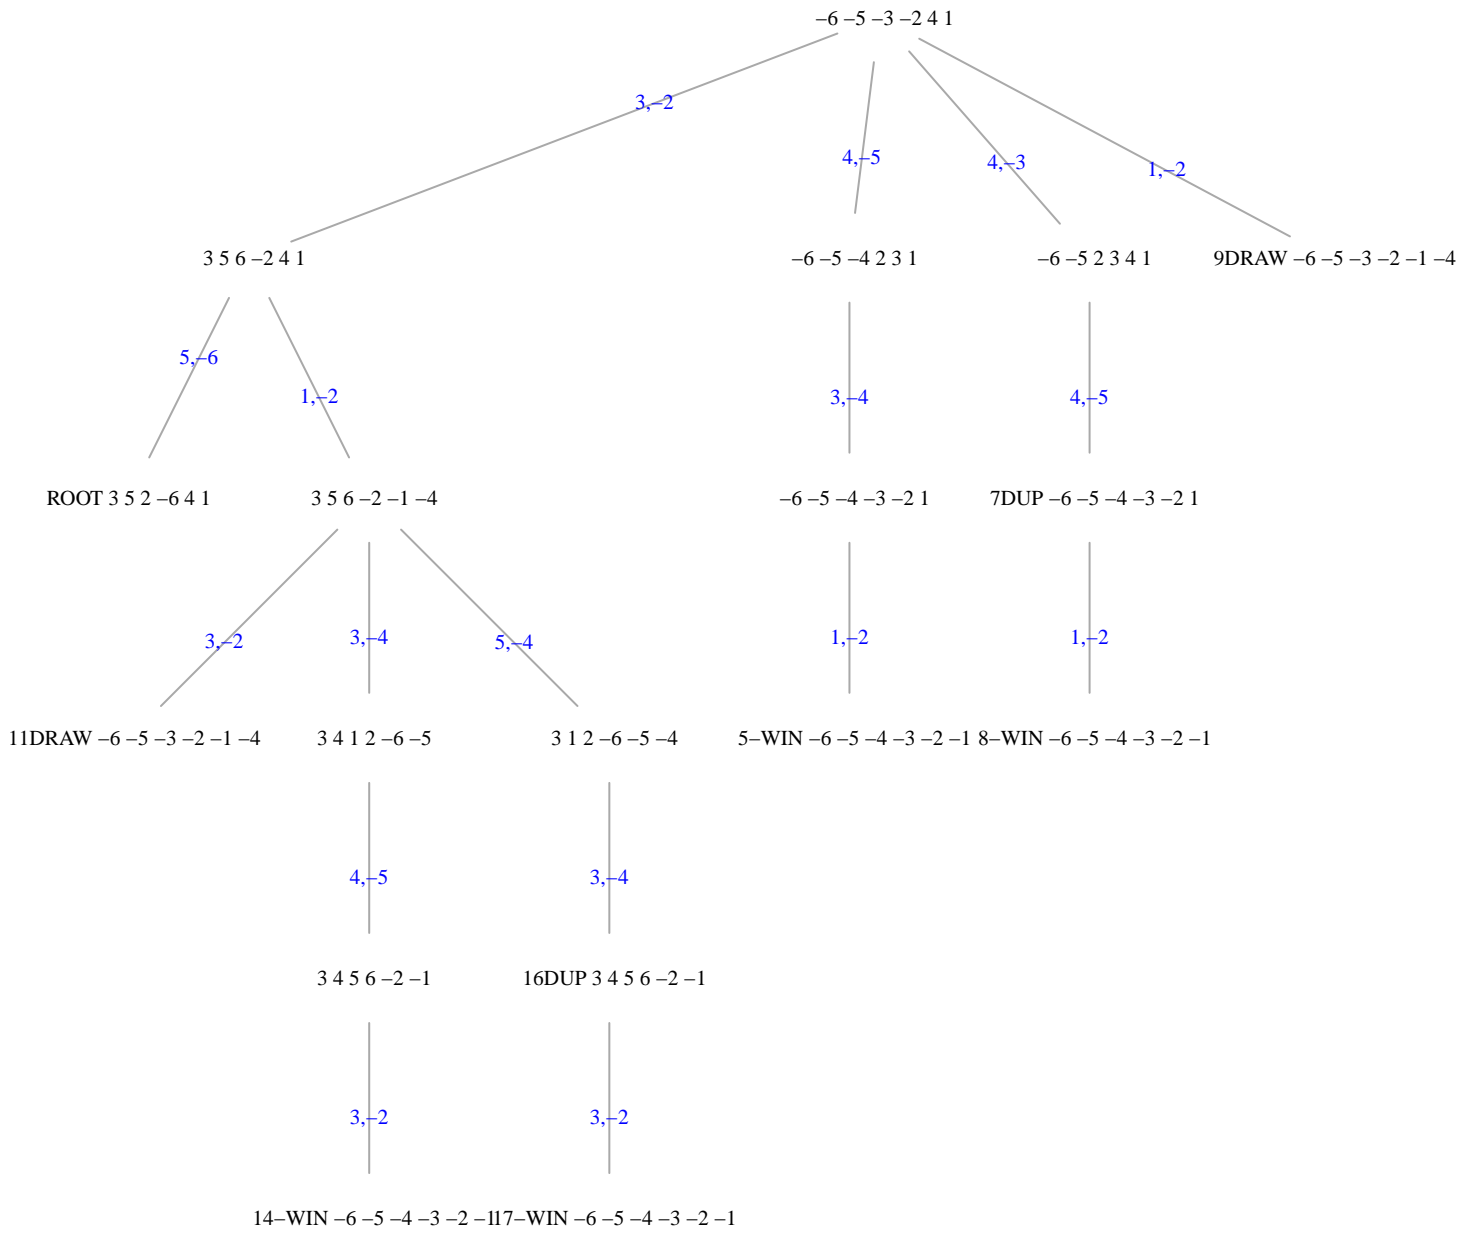 –6 –5 –3 –2 4 1
3,–2
4,–5
4,–3
1,–2
3 5 6 –2 4 1
–6 –5 –4 2 3 1
–6 –5 2 3 4 1
9DRAW –6 –5 –3 –2 –1 –4
5,–6
1,–2
3,–4
4,–5
ROOT 3 5 2 –6 4 1
3 5 6 –2 –1 –4
–6 –5 –4 –3 –2 1
7DUP –6 –5 –4 –3 –2 1
3,–2
3,–4
5,–4
1,–2
1,–2
11DRAW –6 –5 –3 –2 –1 –4
3 4 1 2 –6 –5
3 1 2 –6 –5 –4
5–WIN –6 –5 –4 –3 –2 –1
8–WIN –6 –5 –4 –3 –2 –1
4,–5
3,–4
3 4 5 6 –2 –1
16DUP 3 4 5 6 –2 –1
3,–2
3,–2
14–WIN –6 –5 –4 –3 –2 –1
17–WIN –6 –5 –4 –3 –2 –1